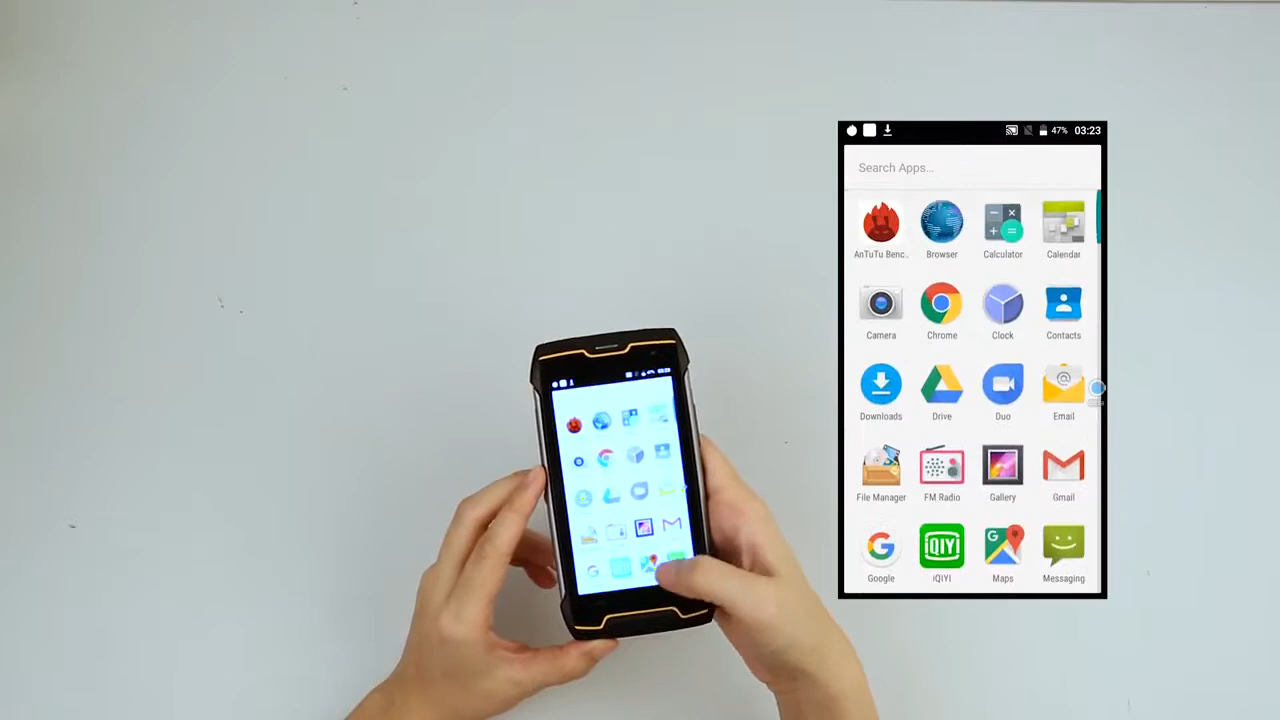 47% 03:23
Search Apps...
AnTuTu Benc.. Browser Calculator Calendar
Camera Chrome Clock Contacts
Downloads Drive Duo Email
File Manager FM Radio Gallery Gmail
G iQIYI G
Google iQIYI Maps Messaging